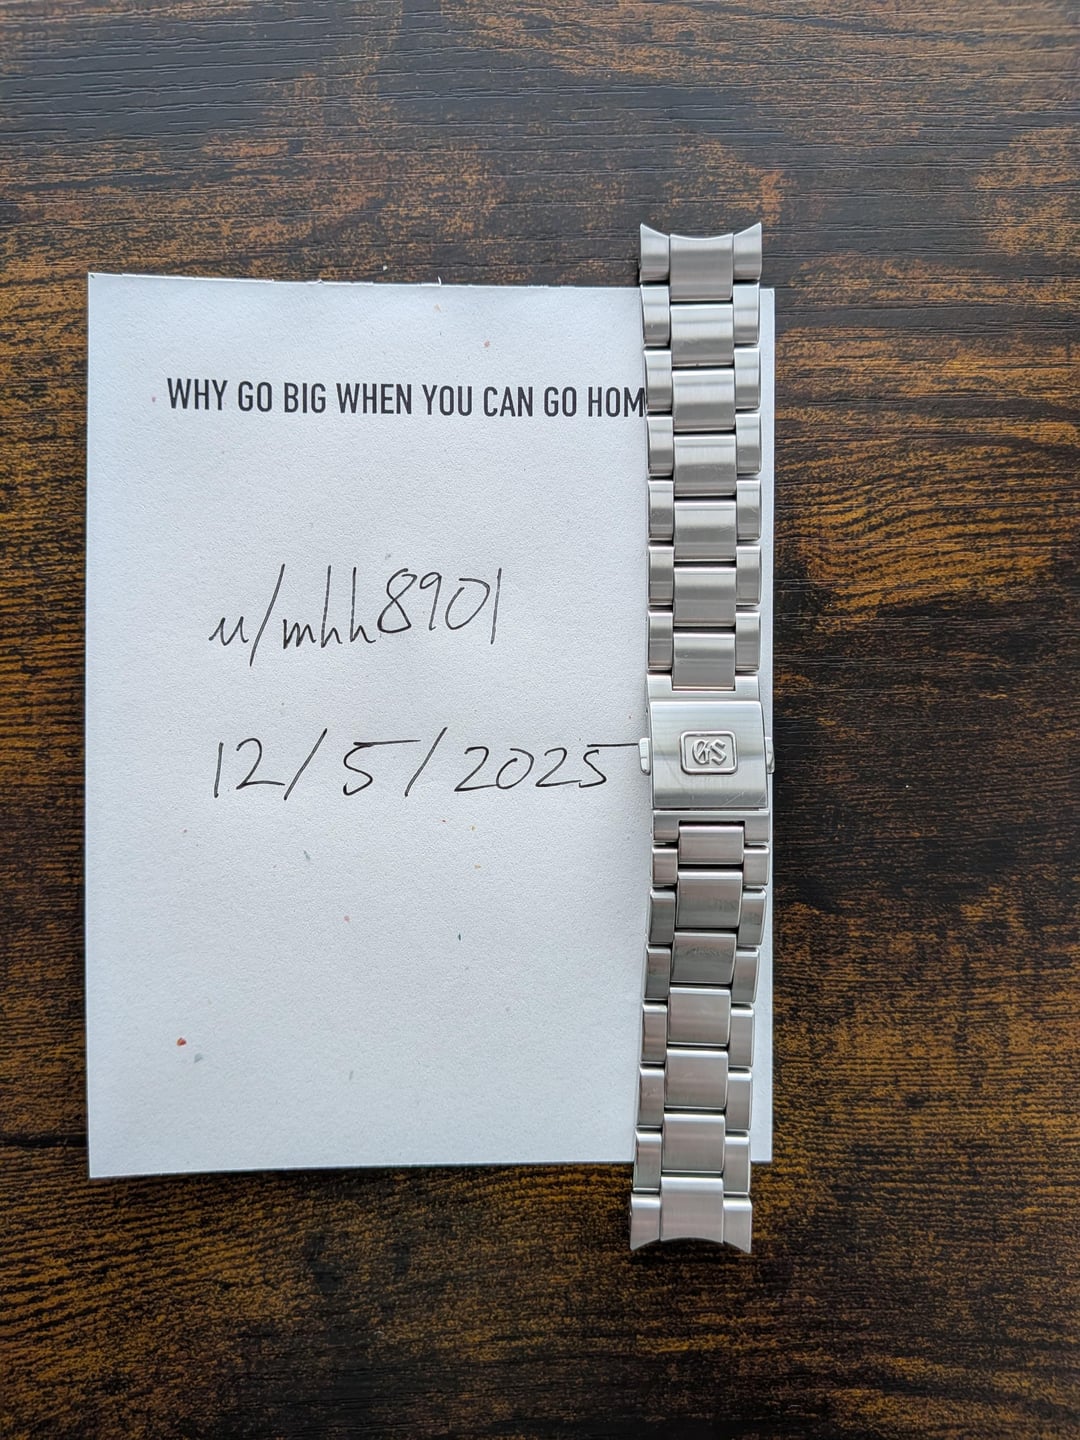 WHY GO BIG WHEN YOU CAN GO HOM
u/mhh8901
12/5/2025
GS